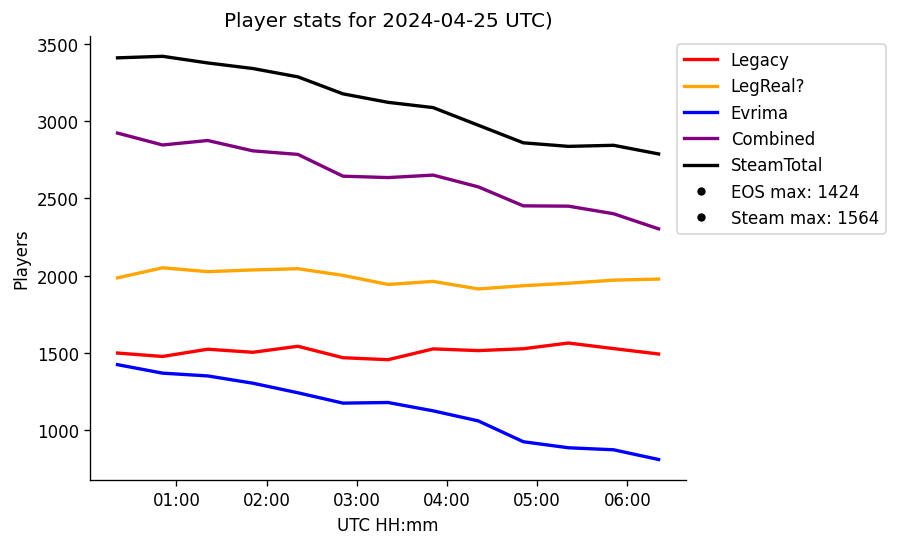 Player stats for 2024-04-25 UTC)
3500
3000
2500
2000
1500
1000
Players
01:00 02:00 03:00 04:00 05:00 06:00
UTC HH:mm
Legacy
LegReal?
Evrima
Combined
SteamTotal
EOS max: 1424
Steam max: 1564